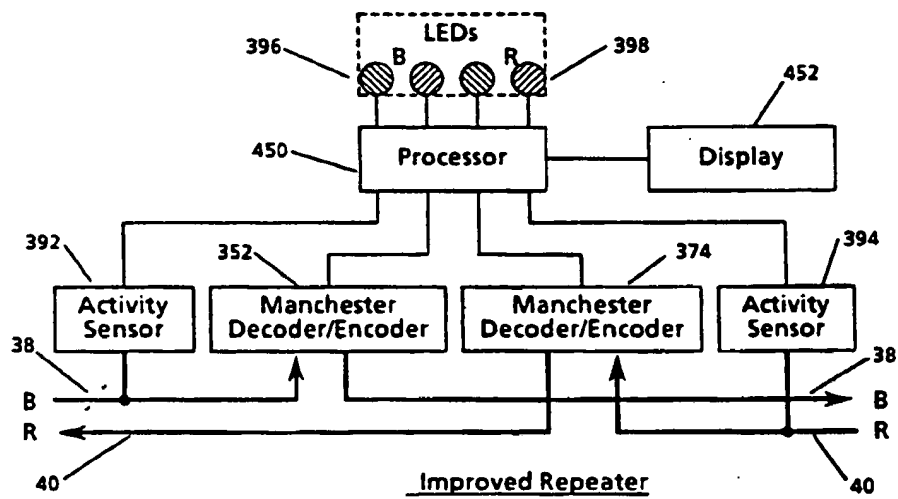 LEDs
396
B
R
398
452
450
Processor
Display
392
352
374
394
Activity
Sensor
Manchester
Decoder/Encoder
Manchester
Decoder/Encoder
Activity
Sensor
38
38
B
B
R
R
40
40
Improved Repeater